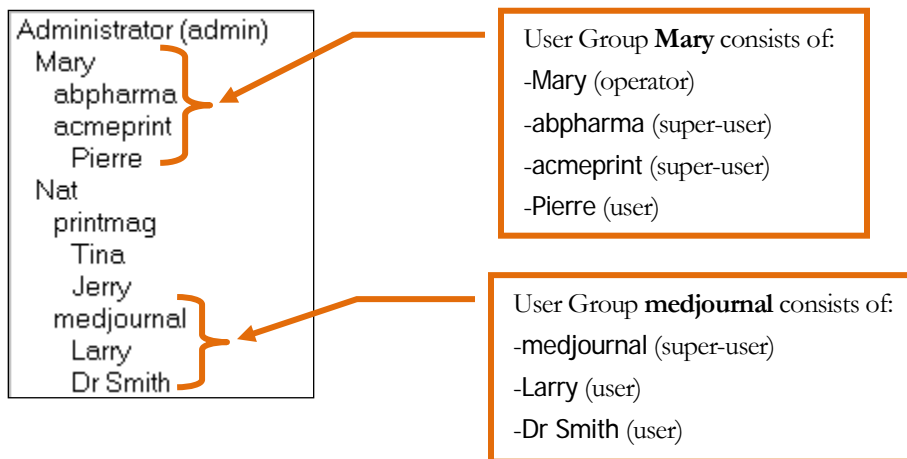 Administrator (admin)
Mary
abpharma
acmeprint
Pierre
Nat
printmag
Tina
Jerry
medjournal
Larry
Dr Smith
User Group Mary consists of:
-Mary (operator)
-abpharma (super-user)
-acmeprint (super-user)
-Pierre (user)
User Group medjournal consists of:
-medjournal (super-user)
-Larry (user)
-Dr Smith (user)